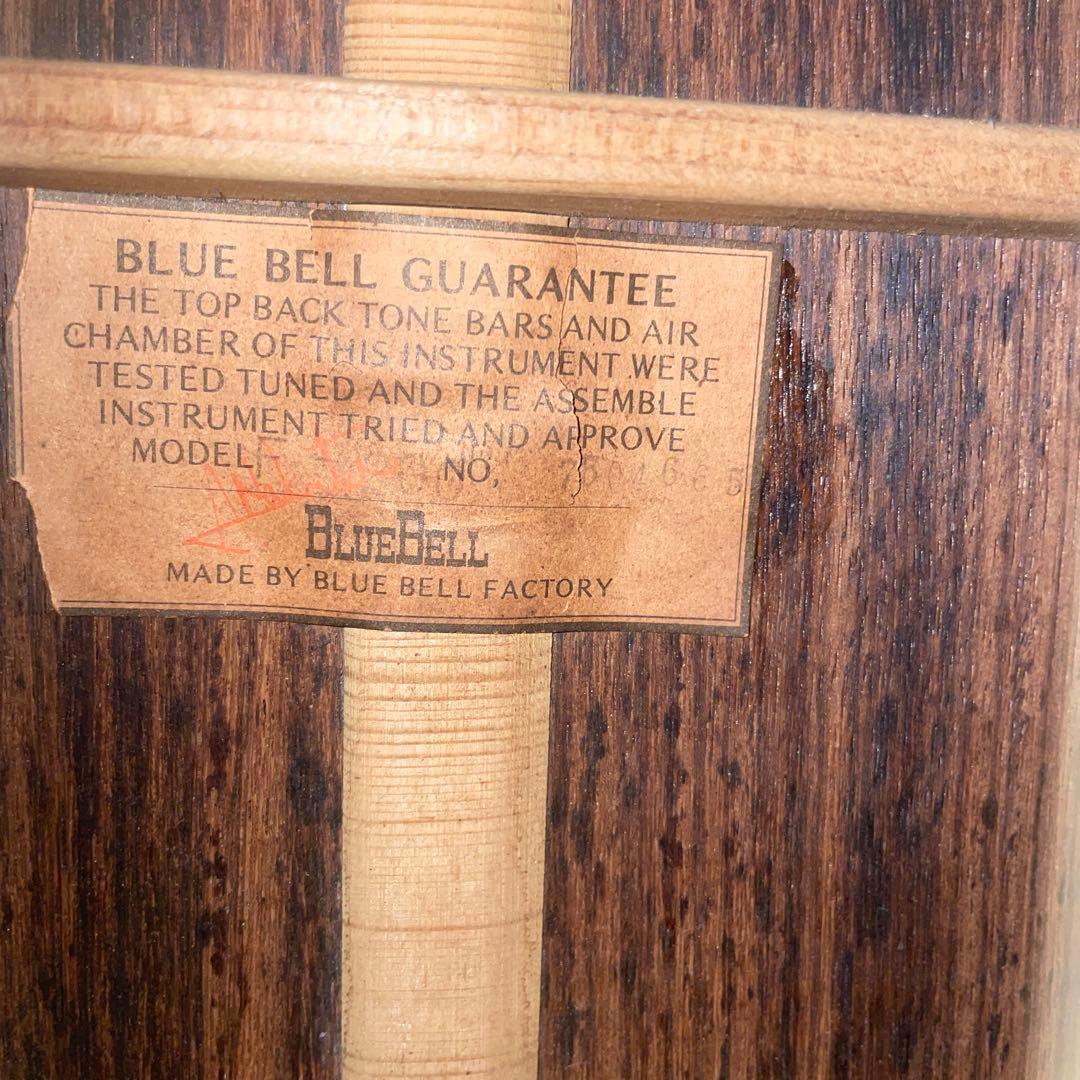 BLUE BELL GUARANTEE
THE TOP BACK TONE BARS AND AIR
CHAMBER OF THIS INSTRUMENT WERE
TESTED TUNED AND THE ASSEMBLE
INSTRUMENT TRIED AND APPROVE
MODEL NO,
BLUEBELL
MADE BY BLUE BELL FACTORY